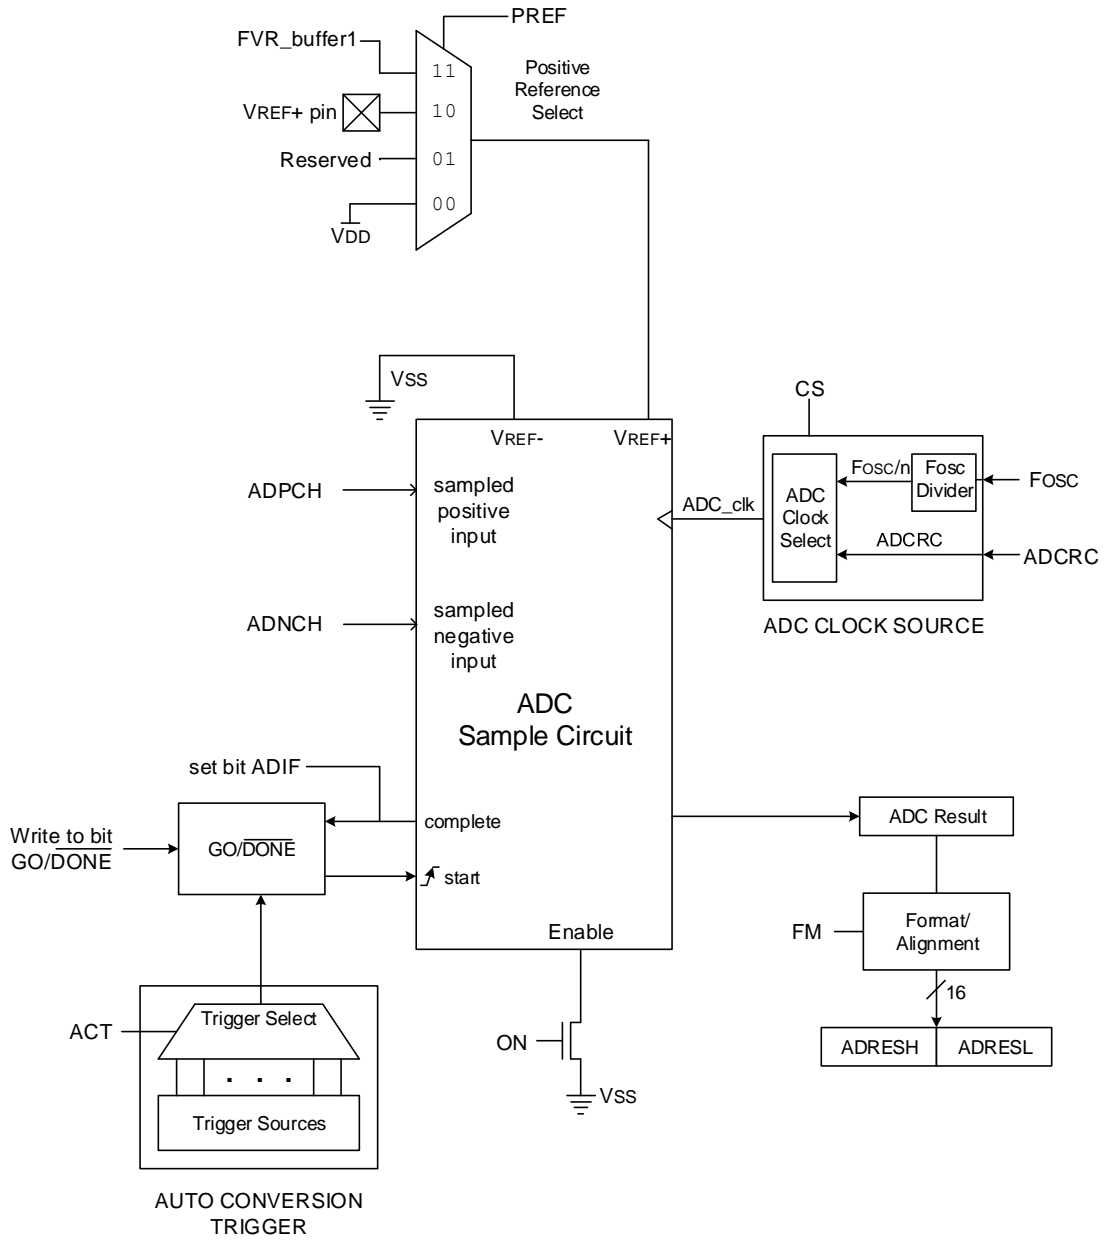 PREF
FVR_buffer1
11
Positive
Reference
Select
VREF+ pin
10
Reserved
01
00
VDD
VSS
VREF-
VREF+
CS
ADPCH
sampled
positive
input
ADC_clk
ADC
Clock
Select
FOSC/n
Fosc
Divider
FOSC
ADCRC
ADCRC
ADC CLOCK SOURCE
ADNCH
sampled
negative
input
ADC
Sample Circuit
set bit ADIF
complete
Write to bit
GO/DONE
GO/DONE
start
ADC Result
Enable
FM
Format/
Alignment
16
ADRESH
ADRESL
ON
VSS
ACT
Trigger Select
. . .
Trigger Sources
AUTO CONVERSION
TRIGGER